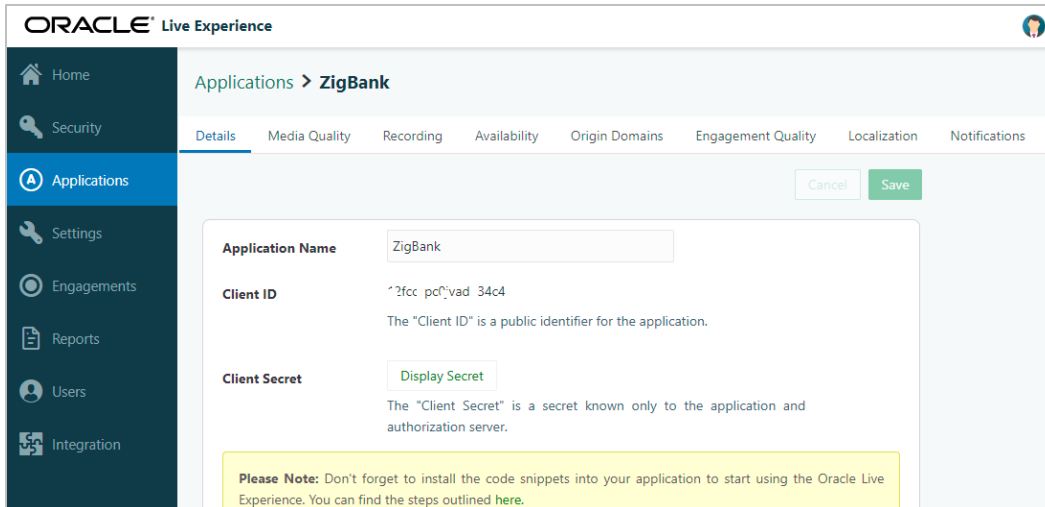 ORACLE® Live Experience
Home
Security
Applications
Settings
Engagements
Reports
Users
Integration
Applications > ZigBank
Details Media Quality Recording Availability Origin Domains Engagement Quality Localization Notifications
Cancel Save
Application Name ZigBank
Client ID
The "Client ID" is a public identifier for the application.
Client Secret Display Secret
The "Client Secret" is a secret known only to the application and
authorization server.
Please Note: Don't forget to install the code snippets into your application to start using the Oracle Live
Experience. You can find the steps outlined here.